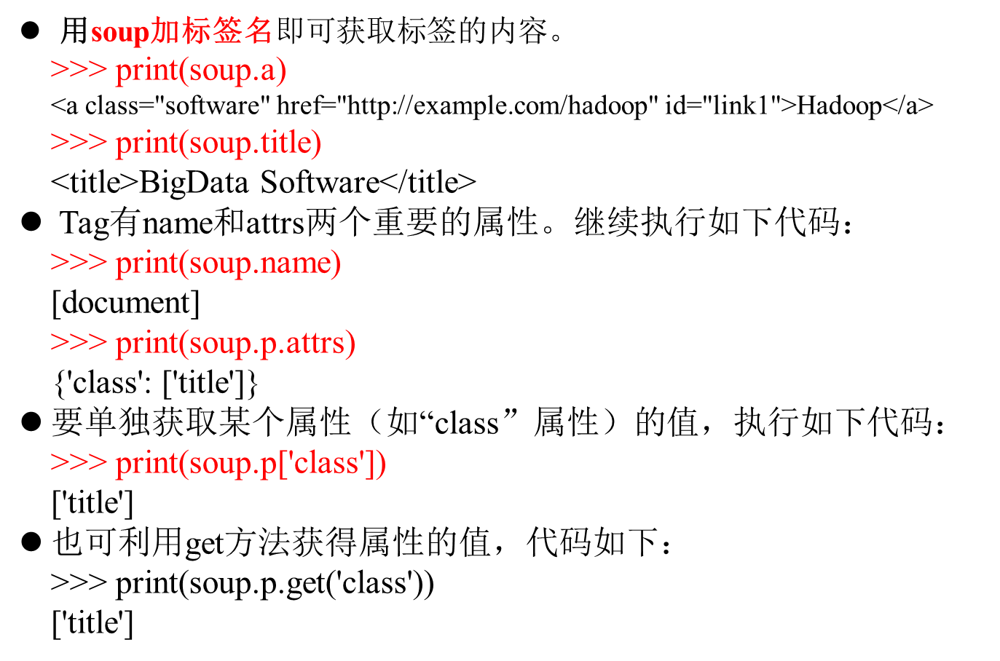 ● 用soup加标签名即可获取标签的内容。
>>> print(soup.a)
<a class="software" href="http://example.com/hadoop" id="link1">Hadoop</a>
>>> print(soup.title)
<title>BigData Software</title>
● Tag有name和attrs两个重要的属性。继续执行如下代码：
>>> print(soup.name)
[document]
>>> print(soup.p.attrs)
{'class': ['title']}
● 要单独获取某个属性（如“class”属性）的值，执行如下代码：
>>> print(soup.p['class'])
['title']
● 也可利用get方法获得属性的值，代码如下：
>>> print(soup.p.get('class'))
['title']